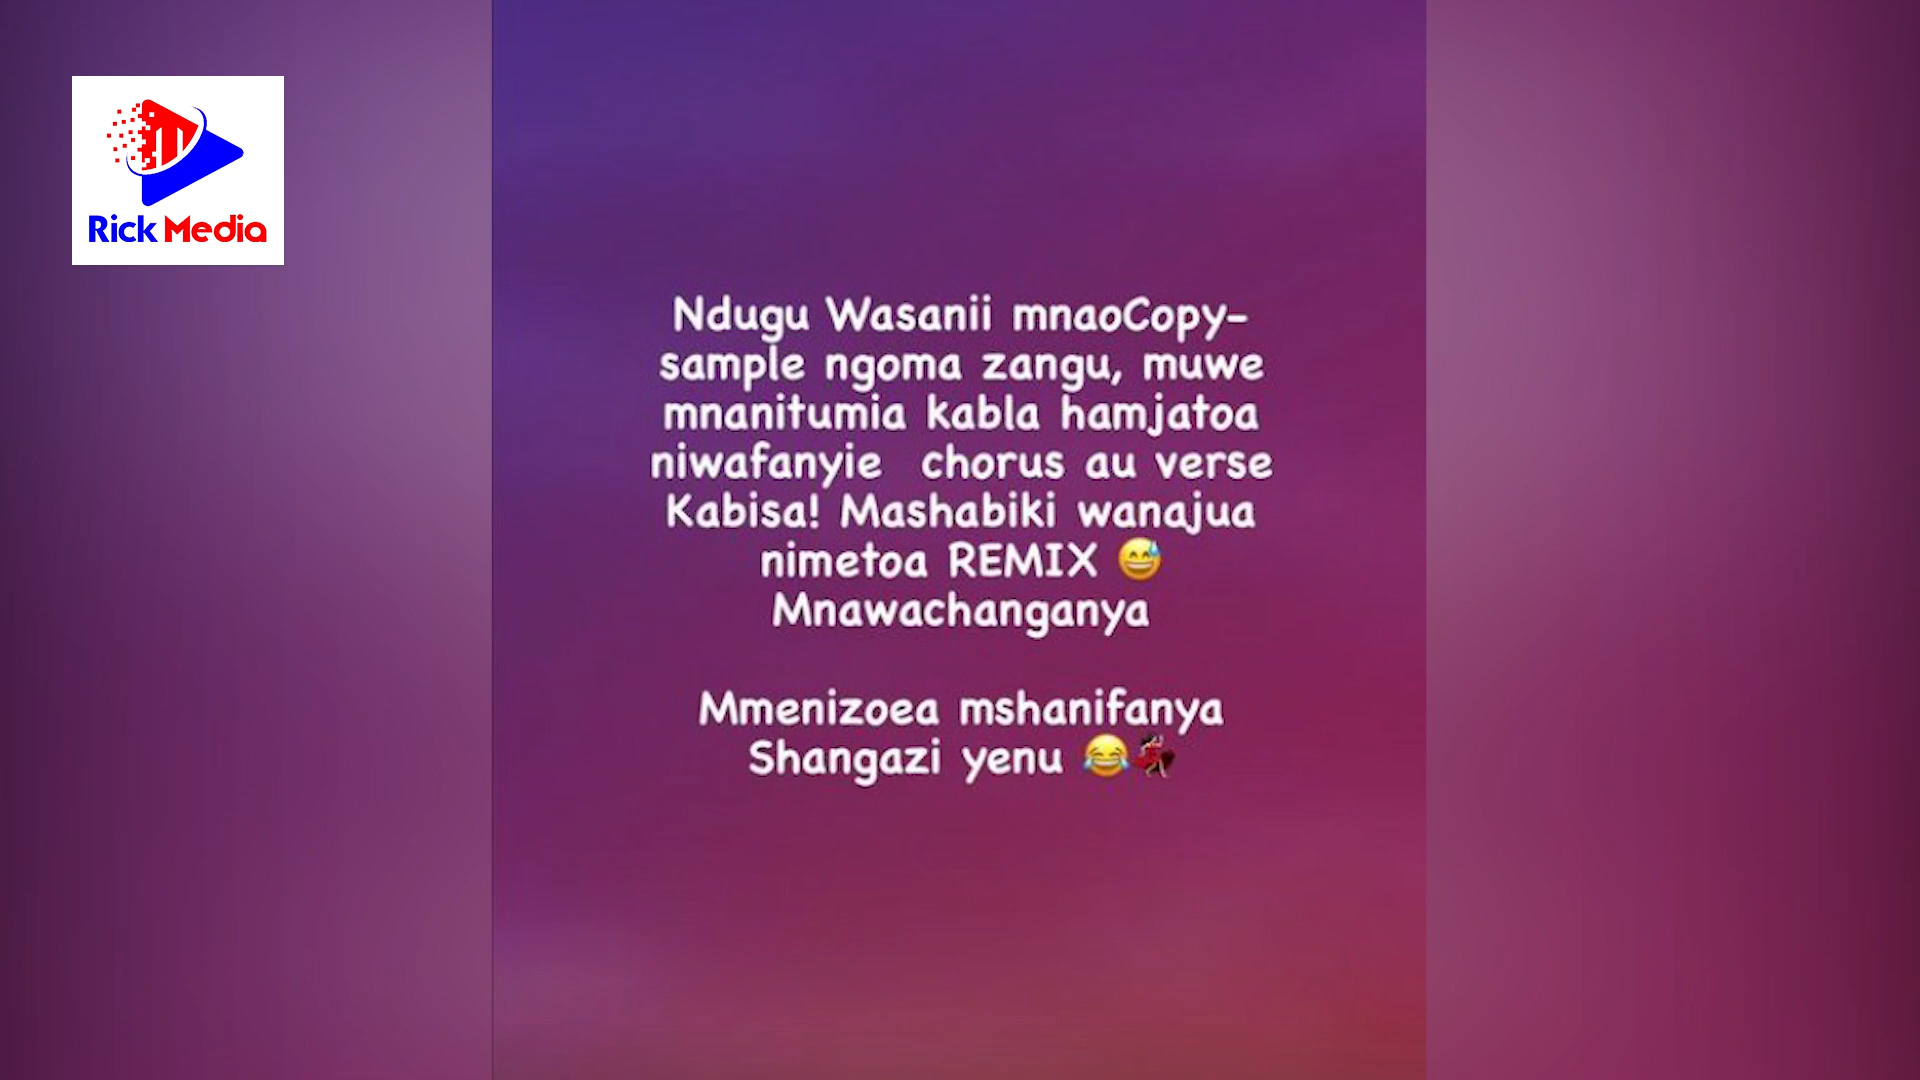 Rick Media
Ndugu Wasanii mnaoCopy-
sample ngoma zangu, muwe
mnanitumia kabla hamjatoa
niwafanyie chorus au verse
Kabisa! Mashabiki wanajua
nimetoa REMIX 😅
Mnawachanganya
Mmenizoea mshanifanya
Shangazi yenu 😂💃🏿